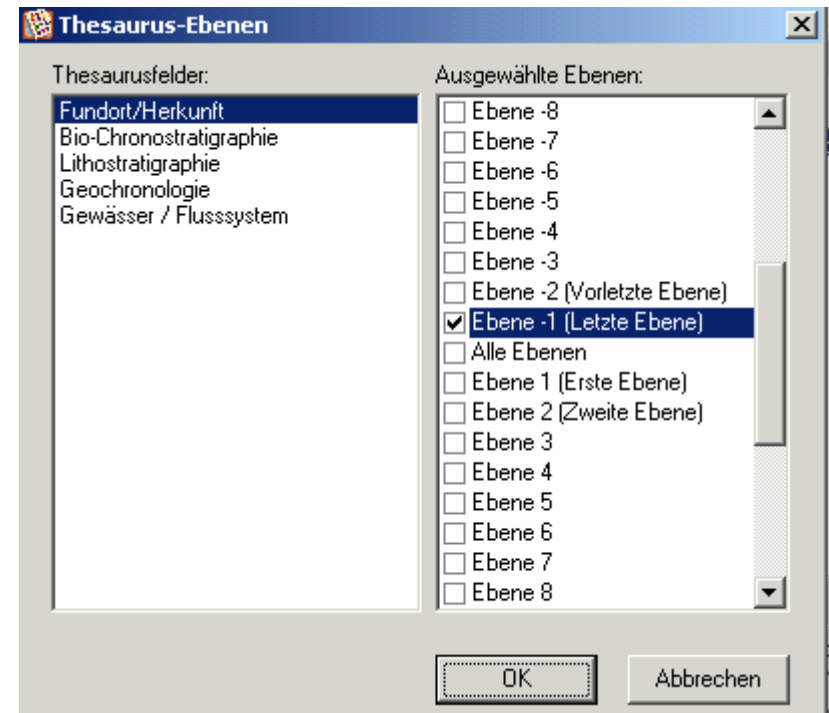 Thesaurus-Ebenen
Thesaurusfelder:
Fundort/Herkunft
Bio-Chronostratigraphie
Lithostratigraphie
Geochronologie
Gewässer / Flusssystem
Ausgewählte Ebenen:
Ebene -8
Ebene -7
Ebene -6
Ebene -5
Ebene -4
Ebene -3
Ebene -2 (Vorletzte Ebene)
Ebene -1 (Letzte Ebene)
Alle Ebenen
Ebene 1 (Erste Ebene)
Ebene 2 (Zweite Ebene)
Ebene 3
Ebene 4
Ebene 5
Ebene 6
Ebene 7
Ebene 8
OK
Abbrechen